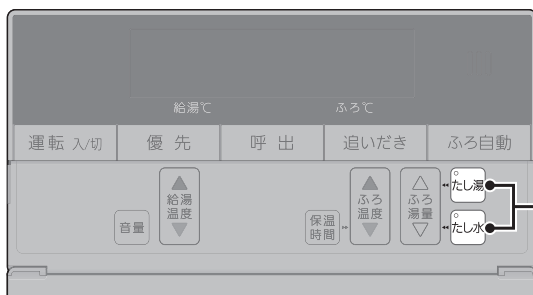 給湯℃
ふろ℃
運転 入/切
優先
呼出
追いだき
ふろ自動
音量
給湯
温度
保温
時間
ふろ
温度
ふろ
湯量
たし湯
たし水